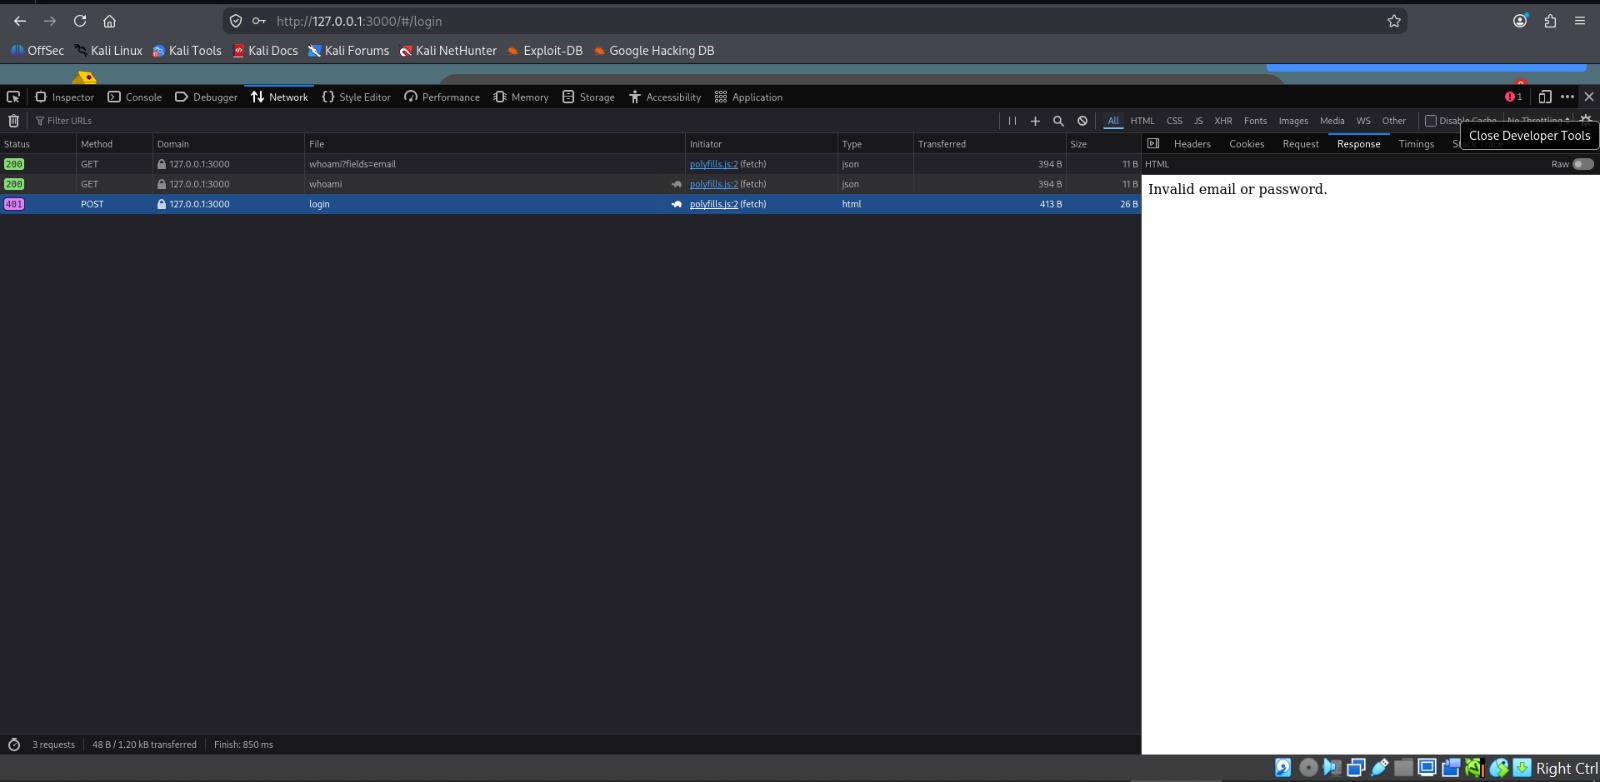 http://127.0.0.1:3000/#/login
OffSec Kali Linux Kali Tools Kali Docs Kali Forums Kali NetHunter Exploit-DB Google Hacking DB
Inspector Console Debugger Network Style Editor Performance Memory Storage Accessibility Application 1
Filter URLs All HTML CSS JS XHR Fonts Images Media WS Other Disable Cache No Throttling
Close Developer Tools
Status Method Domain File Initiator Type Transferred Size Headers Cookies Request Response Timings Stack Trace
200 GET 127.0.0.1:3000 whoami?fields=email polyfills.js:2 (fetch) json 394 B 11 B HTML Raw
200 GET 127.0.0.1:3000 whoami polyfills.js:2 (fetch) json 394 B 11 B
Invalid email or password.
401 POST 127.0.0.1:3000 login polyfills.js:2 (fetch) html 413 B 26 B
3 requests 48 B / 1.20 kB transferred Finish: 850 ms
Right Ctrl